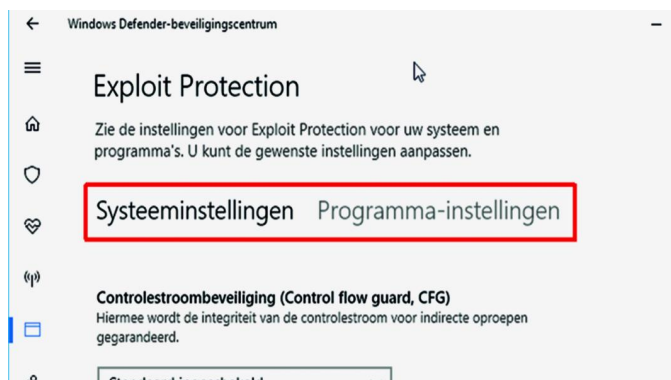 Windows Defender-beveiligingscentrum
Exploit Protection
Zie de instellingen voor Exploit Protection voor uw systeem en
programma's. U kunt de gewenste instellingen aanpassen.
Systeeminstellingen Programma-instellingen
Controlestroombeveiliging (Control flow guard, CFG)
Hiermee wordt de integriteit van de controlestroom voor indirecte oproepen
gegarandeerd.